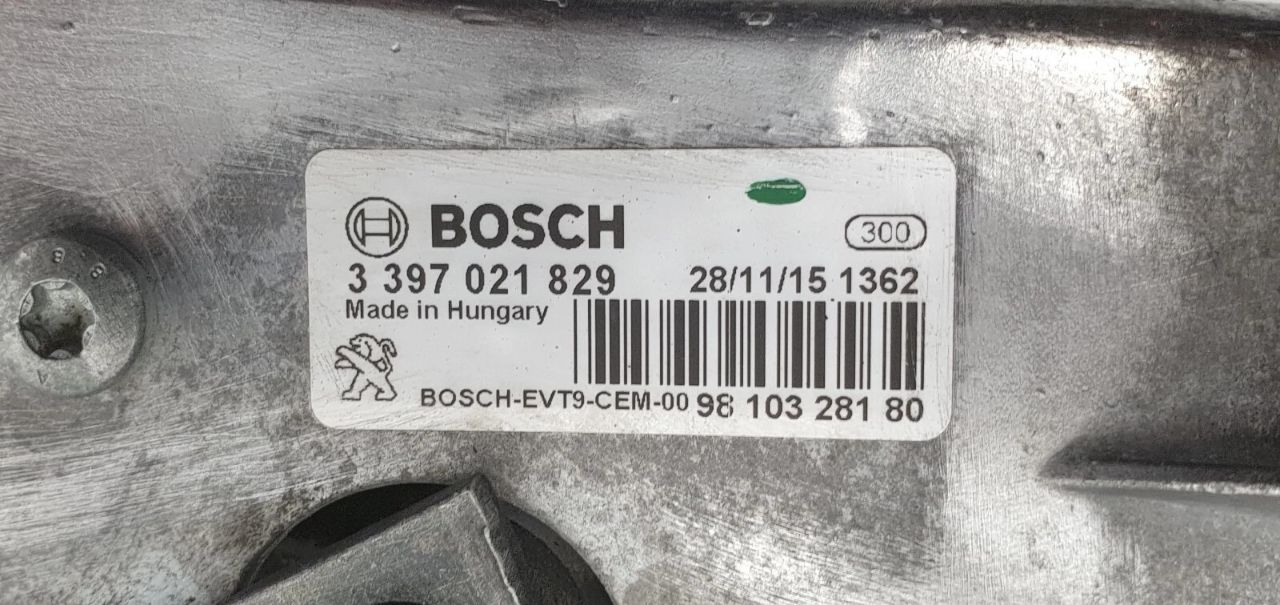 BOSCH
300
3 397 021 829 28/11/15 1362
Made in Hungary
BOSCH-EVT9-CEM-00 98 103 281 80